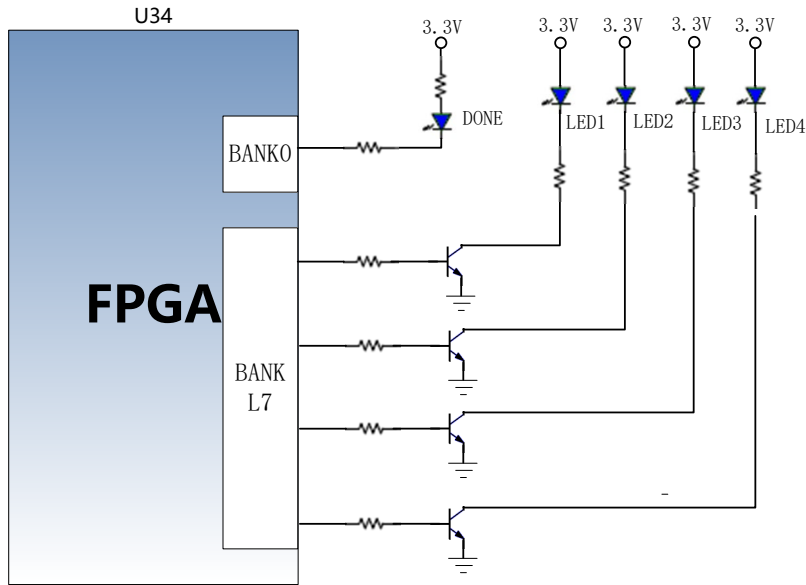 U34
3.3V
3.3V
3.3V
3.3V
3.3V
DONE
LED1
LED2
LED3
LED4
BANK0
FPGA
BANK
L7